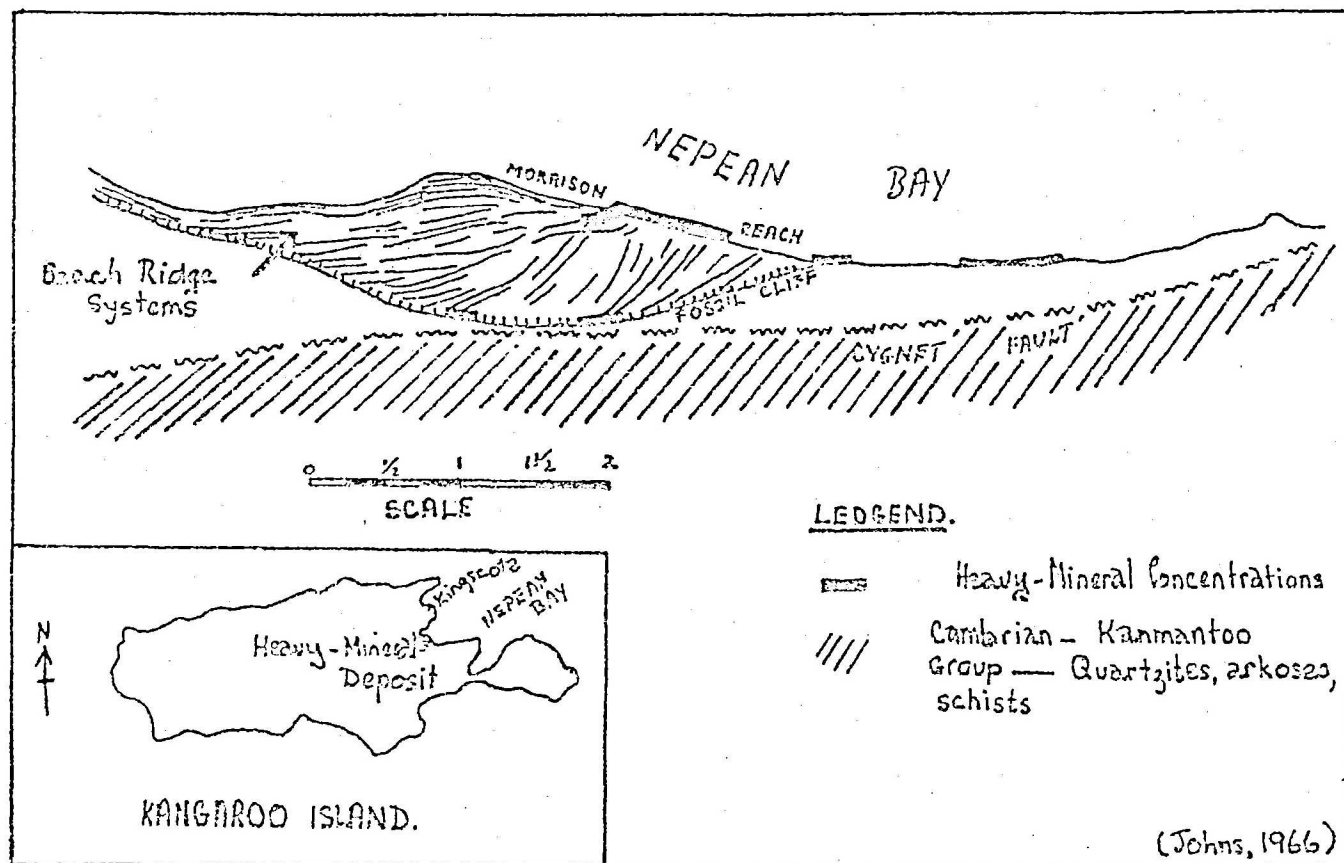 NEPEAN BAY
MORRISON BEACH
Beach Ridge
Systems
FOSSIL CLIFF
CYGNET FAULT
0 1/2 1 1 1/2 2
SCALE
LEDGEND.
Heavy-Mineral Concentrations
Cambrian — Kanmantoo
Group — Quartzites, arkoses,
schists
N
Kingscote
NEPEAN
BAY
Heavy-Mineral
Deposit
KANGAROO ISLAND.
(Johns, 1966)